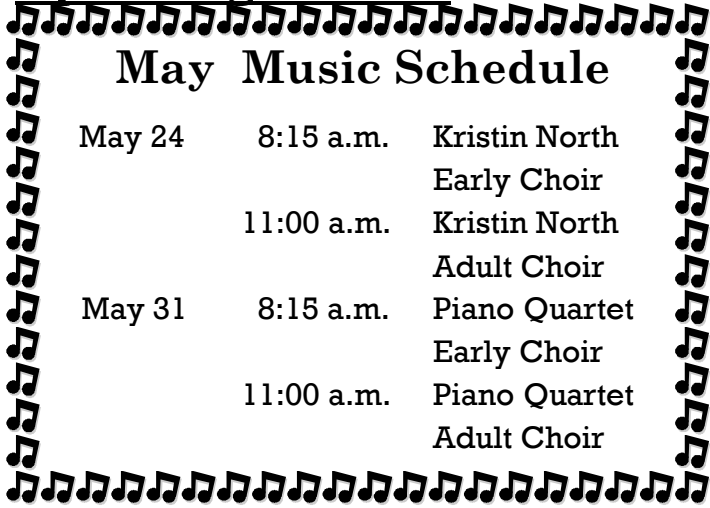 May Music Schedule
May 24 8:15 a.m. Kristin North
Early Choir
11:00 a.m. Kristin North
Adult Choir
May 31 8:15 a.m. Piano Quartet
Early Choir
11:00 a.m. Piano Quartet
Adult Choir